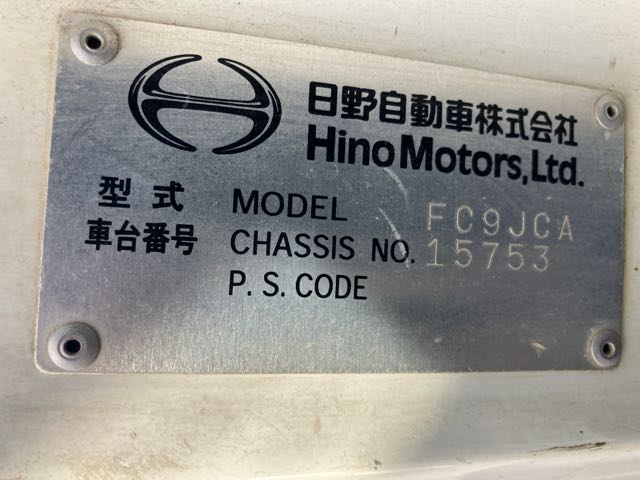 日野自動車株式会社
Hino Motors, Ltd.
型式 MODEL FC9JCA
車台番号 CHASSIS NO. 15753
P. S. CODE